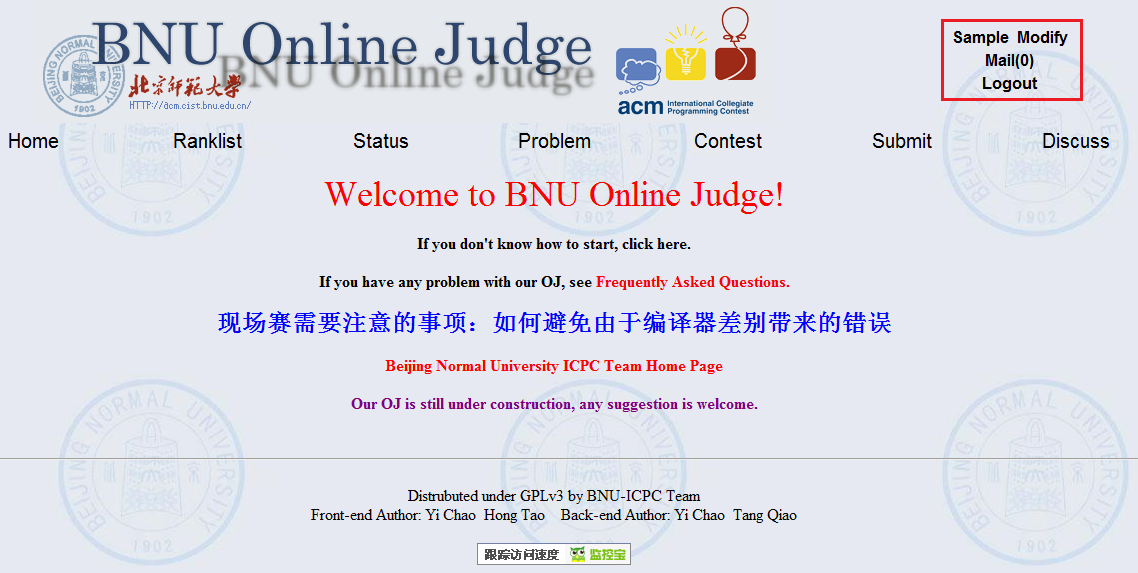 BNU Online Judge
BNU Online Judge
BEIJING NORMAL UNIVERSITY
1902
北京师范大学
HTTP://acm.cist.bnu.edu.cn/
acm International Collegiate
Programming Contest
Sample Modify
Mail(0)
Logout
Home Ranklist Status Problem Contest Submit Discuss
Welcome to BNU Online Judge!
If you don't know how to start, click here.
If you have any problem with our OJ, see Frequently Asked Questions.
现场赛需要注意的事项：如何避免由于编译器差别带来的错误
Beijing Normal University ICPC Team Home Page
Our OJ is still under construction, any suggestion is welcome.
Distrubuted under GPLv3 by BNU-ICPC Team
Front-end Author: Yi Chao Hong Tao Back-end Author: Yi Chao Tang Qiao
跟踪访问速度 监控宝